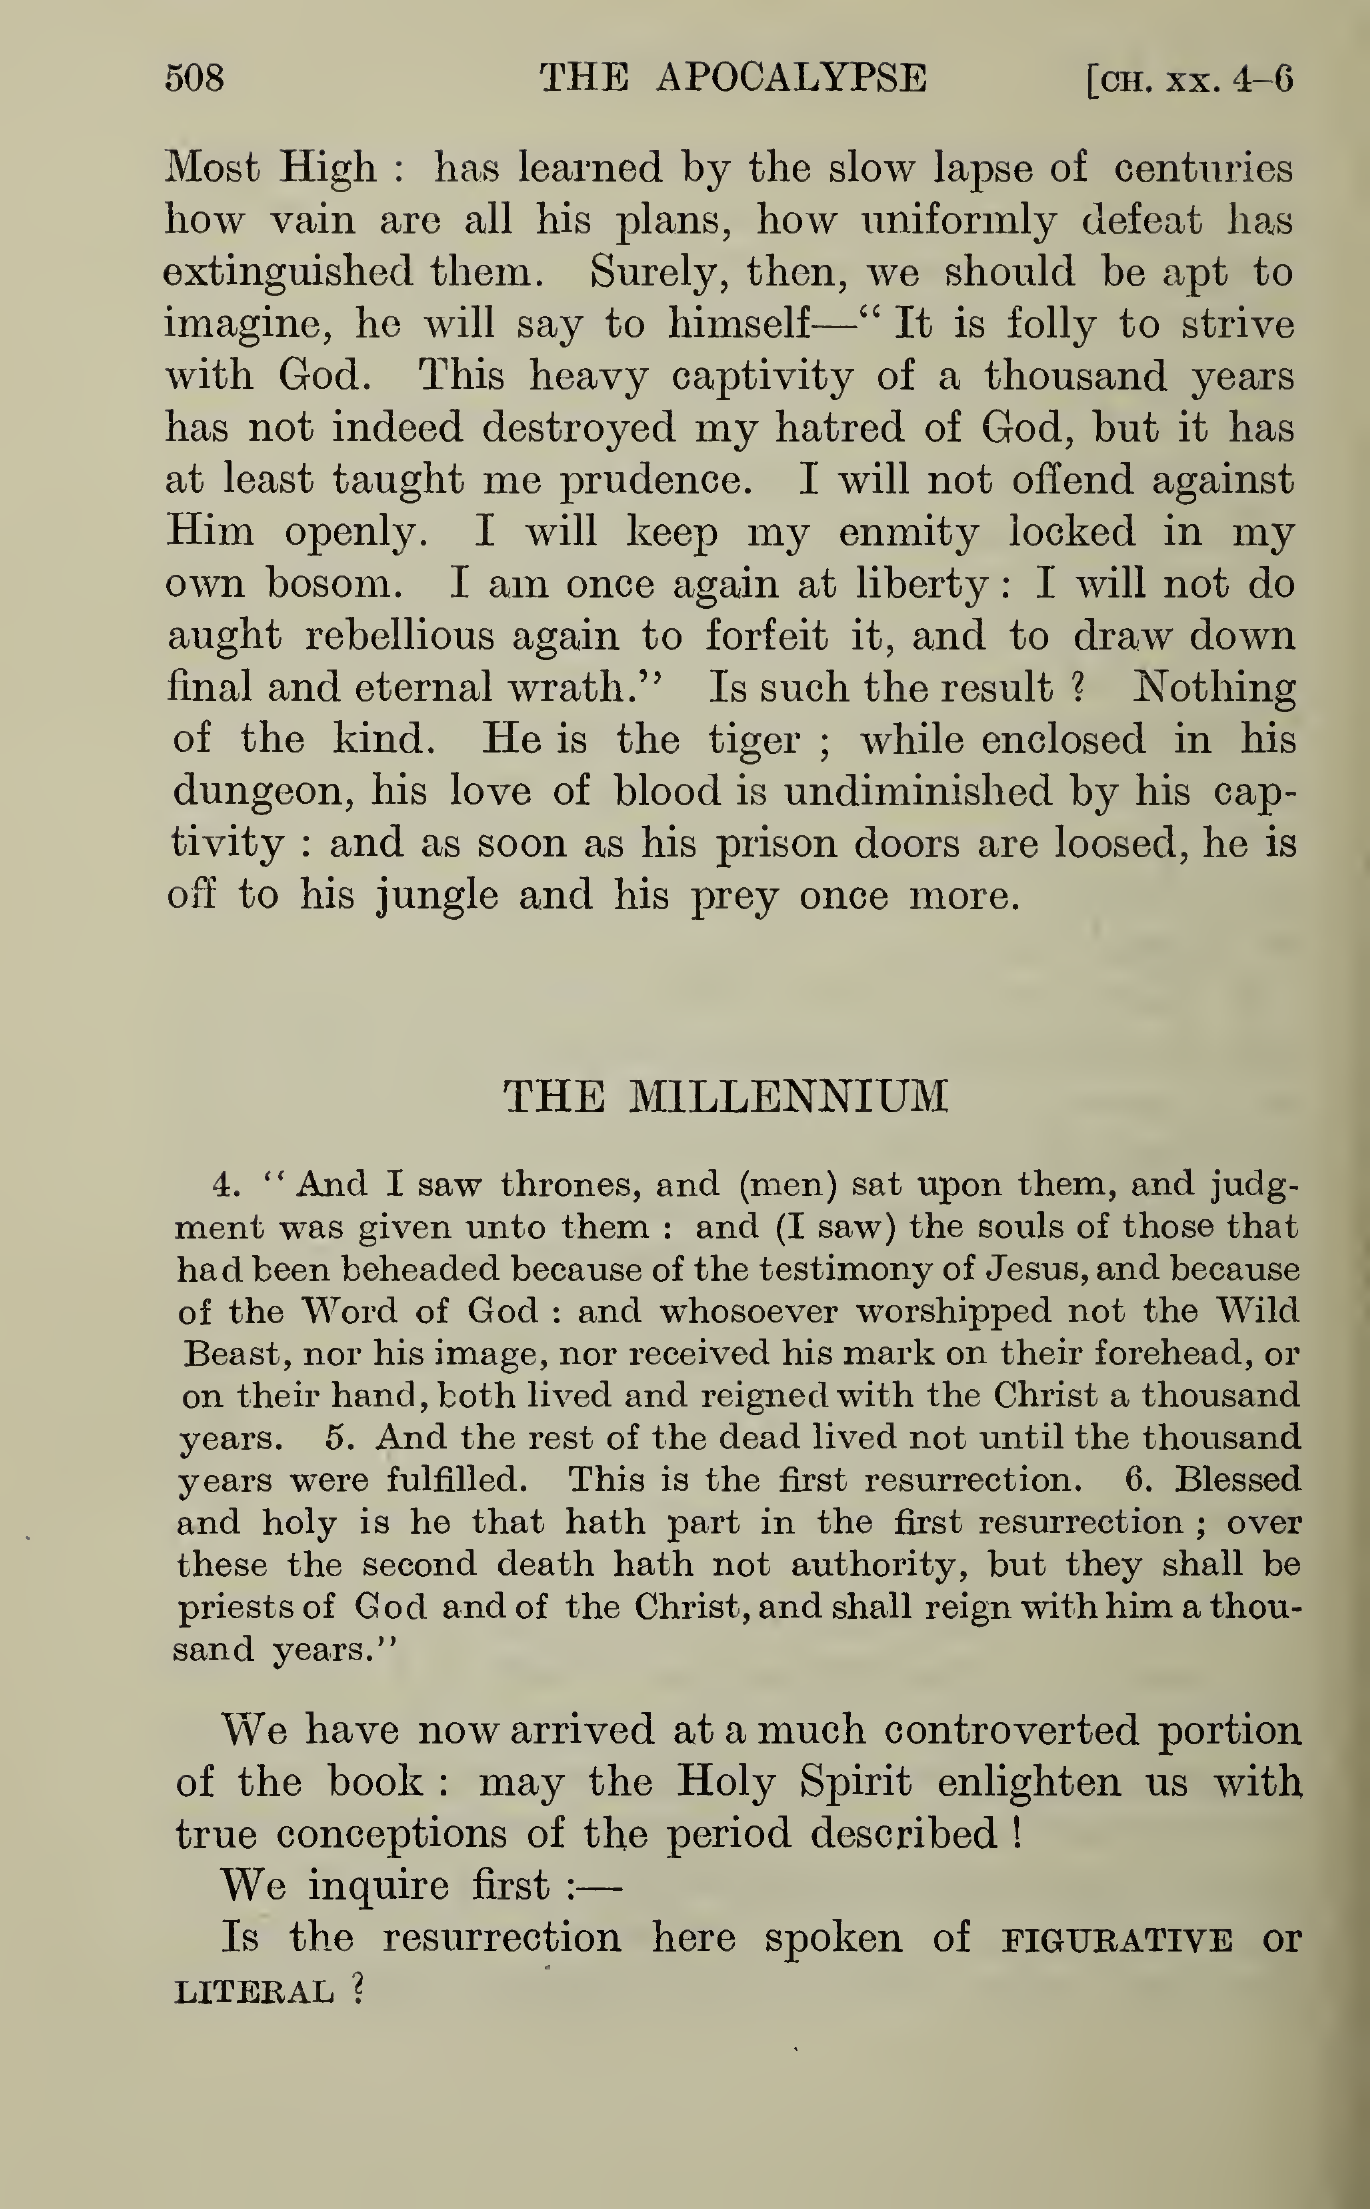 508 THE APOCALYPSE [CH. XX. 4–6
Most High : has learned by the slow lapse of centuries
how vain are all his plans, how uniformly defeat has
extinguished them. Surely, then, we should be apt to
imagine, he will say to himself—“ It is folly to strive
with God. This heavy captivity of a thousand years
has not indeed destroyed my hatred of God, but it has
at least taught me prudence. I will not offend against
Him openly. I will keep my enmity locked in my
own bosom. I am once again at liberty : I will not do
aught rebellious again to forfeit it, and to draw down
final and eternal wrath.” Is such the result ? Nothing
of the kind. He is the tiger ; while enclosed in his
dungeon, his love of blood is undiminished by his cap-
tivity : and as soon as his prison doors are loosed, he is
off to his jungle and his prey once more.
THE MILLENNIUM
4. “ And I saw thrones, and (men) sat upon them, and judg-
ment was given unto them : and (I saw) the souls of those that
had been beheaded because of the testimony of Jesus, and because
of the Word of God : and whosoever worshipped not the Wild
Beast, nor his image, nor received his mark on their forehead, or
on their hand, both lived and reigned with the Christ a thousand
years. 5. And the rest of the dead lived not until the thousand
years were fulfilled. This is the first resurrection. 6. Blessed
and holy is he that hath part in the first resurrection ; over
these the second death hath not authority, but they shall be
priests of God and of the Christ, and shall reign with him a thou-
sand years.”
We have now arrived at a much controverted portion
of the book : may the Holy Spirit enlighten us with
true conceptions of the period described !
We inquire first :—
Is the resurrection here spoken of FIGURATIVE or
LITERAL ?